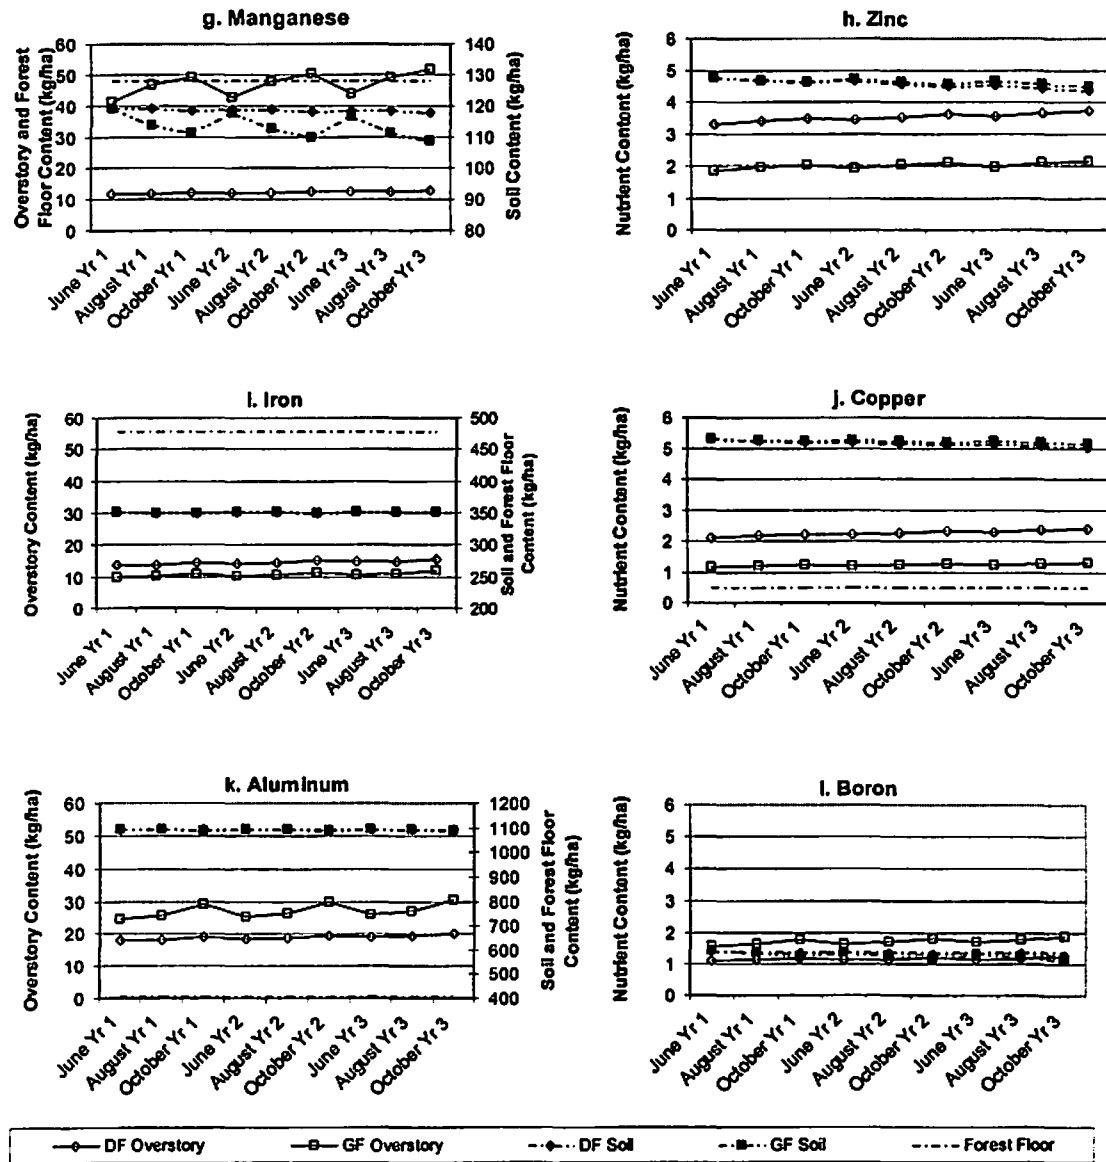 g. Manganese
Overstory and Forest
Floor Content (kg/ha)
60
50
40
30
20
10
0
140
130
120
110
100
90
80
Soil Content (kg/ha)
June Yr 1
August Yr 1
October Yr 1
June Yr 2
August Yr 2
October Yr 2
June Yr 3
August Yr 3
October Yr 3
h. Zinc
Nutrient Content (kg/ha)
6
5
4
3
2
1
0
June Yr 1
August Yr 1
October Yr 1
June Yr 2
August Yr 2
October Yr 2
June Yr 3
August Yr 3
October Yr 3
i. Iron
Overstory Content (kg/ha)
60
50
40
30
20
10
0
500
450
400
350
300
250
200
Soil and Forest Floor
Content (kg/ha)
June Yr 1
August Yr 1
October Yr 1
June Yr 2
August Yr 2
October Yr 2
June Yr 3
August Yr 3
October Yr 3
j. Copper
Nutrient Content (kg/ha)
6
5
4
3
2
1
0
June Yr 1
August Yr 1
October Yr 1
June Yr 2
August Yr 2
October Yr 2
June Yr 3
August Yr 3
October Yr 3
k. Aluminum
Overstory Content (kg/ha)
60
50
40
30
20
10
0
1200
1100
1000
900
800
700
600
500
400
Soil and Forest Floor
Content (kg/ha)
June Yr 1
August Yr 1
October Yr 1
June Yr 2
August Yr 2
October Yr 2
June Yr 3
August Yr 3
October Yr 3
l. Boron
Nutrient Content (kg/ha)
6
5
4
3
2
1
0
June Yr 1
August Yr 1
October Yr 1
June Yr 2
August Yr 2
October Yr 2
June Yr 3
August Yr 3
October Yr 3
DF Overstory GF Overstory DF Soil GF Soil Forest Floor